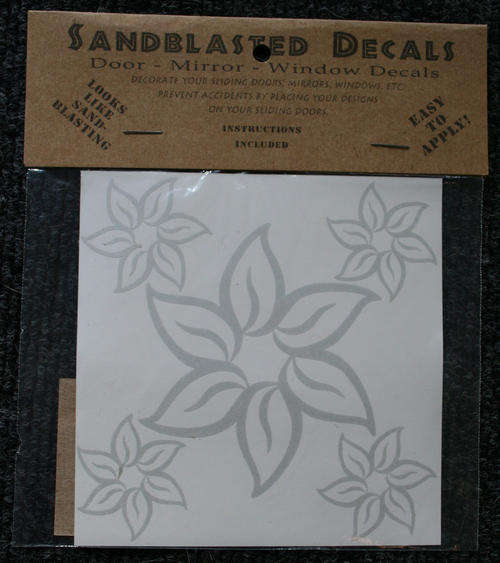 SANDBLASTED DECALS
DOOR - MIRROR - WINDOW DECALS
DECORATE YOUR SLIDING DOORS, MIRRORS, WINDOWS, ETC
PREVENT ACCIDENTS BY PLACING YOUR DESIGNS
ON YOUR SLIDING DOORS.
LOOKS
LIKE
SAND-
BLASTING
INSTRUCTIONS
INCLUDED
EASY
TO
APPLY!